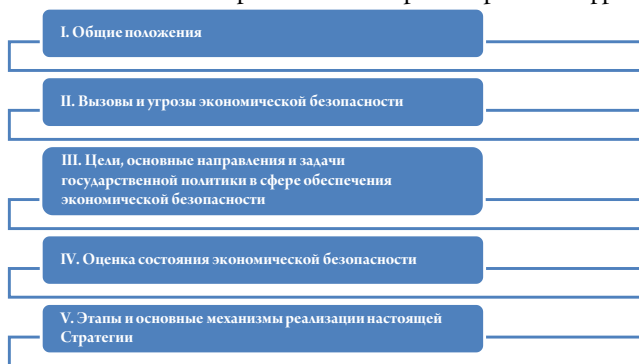 I. Общие положения
II. Вызовы и угрозы экономической безопасности
III. Цели, основные направления и задачи
государственной политики в сфере обеспечения
экономической безопасности
IV. Оценка состояния экономической безопасности
V. Этапы и основные механизмы реализации настоящей
Стратегии